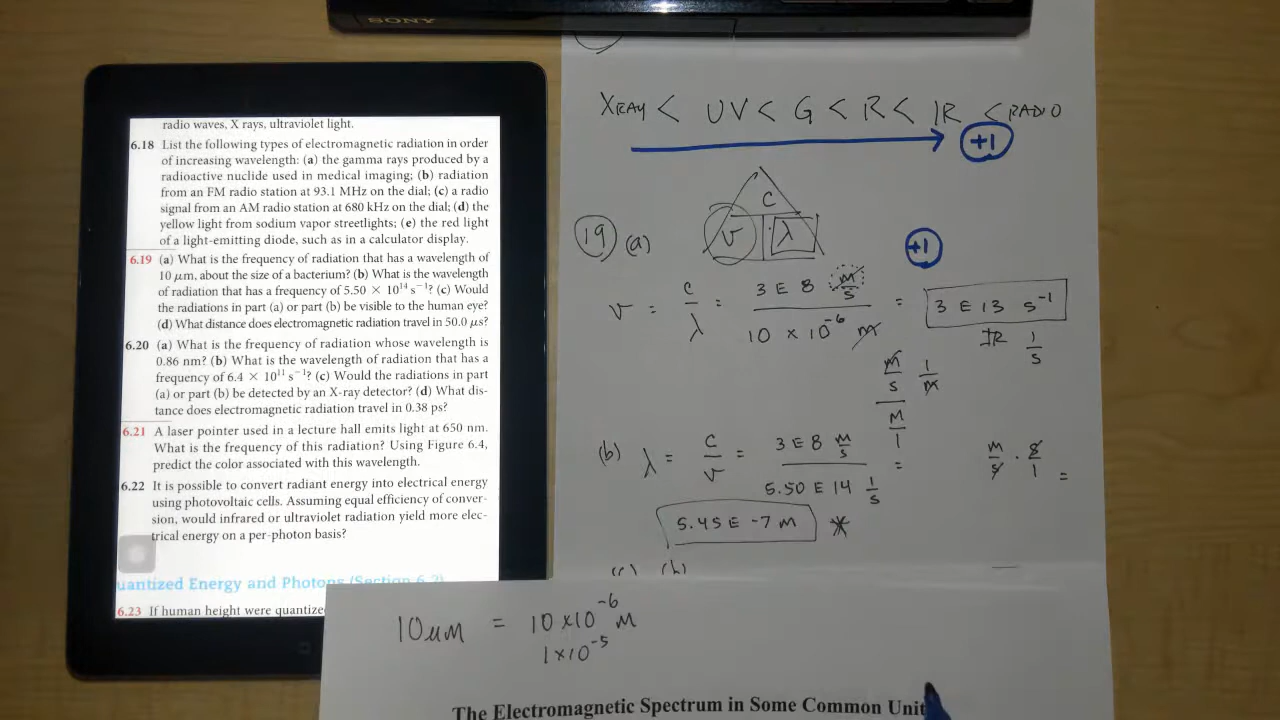 SONY
radio waves, X rays, ultraviolet light.
6.18 List the following types of electromagnetic radiation in order
of increasing wavelength: (a) the gamma rays produced by a
radioactive nuclide used in medical imaging; (b) radiation
from an FM radio station at 93.1 MHz on the dial; (c) a radio
signal from an AM radio station at 680 kHz on the dial; (d) the
yellow light from sodium vapor streetlights; (e) the red light
of a light-emitting diode, such as in a calculator display.
6.19 (a) What is the frequency of radiation that has a wavelength of
10 μm, about the size of a bacterium? (b) What is the wavelength
of radiation that has a frequency of 5.50 × 10¹⁴ s⁻¹? (c) Would
the radiations in part (a) or part (b) be visible to the human eye?
(d) What distance does electromagnetic radiation travel in 50.0 μs?
6.20 (a) What is the frequency of radiation whose wavelength is
0.86 nm? (b) What is the wavelength of radiation that has a
frequency of 6.4 × 10¹¹ s⁻¹? (c) Would the radiations in part
(a) or part (b) be detected by an X-ray detector? (d) What dis-
tance does electromagnetic radiation travel in 0.38 ps?
6.21 A laser pointer used in a lecture hall emits light at 650 nm.
What is the frequency of this radiation? Using Figure 6.4,
predict the color associated with this wavelength.
6.22 It is possible to convert radiant energy into electrical energy
using photovoltaic cells. Assuming equal efficiency of conver-
sion, would infrared or ultraviolet radiation yield more elec-
trical energy on a per-photon basis?
uantized Energy and Photons (Section 6.2)
6.23 If human height were quantize
XRAY < UV < G < R < IR < RADIO
+1
C
ν λ
19 (a)
+1
ν = c/λ = 3 E 8 m/s / 10 × 10⁻⁶ m = 3 E 13 s⁻¹
IR 1/s
m/s 1/m
m/1
(b) λ = c/ν = 3 E 8 m/s / 5.50 E 14 1/s = m/s · s/1 =
5.45 E -7 m *
(c) (b)
10 μm = 10 × 10⁻⁶ m
1 × 10⁻⁵
The Electromagnetic Spectrum in Some Common Unit